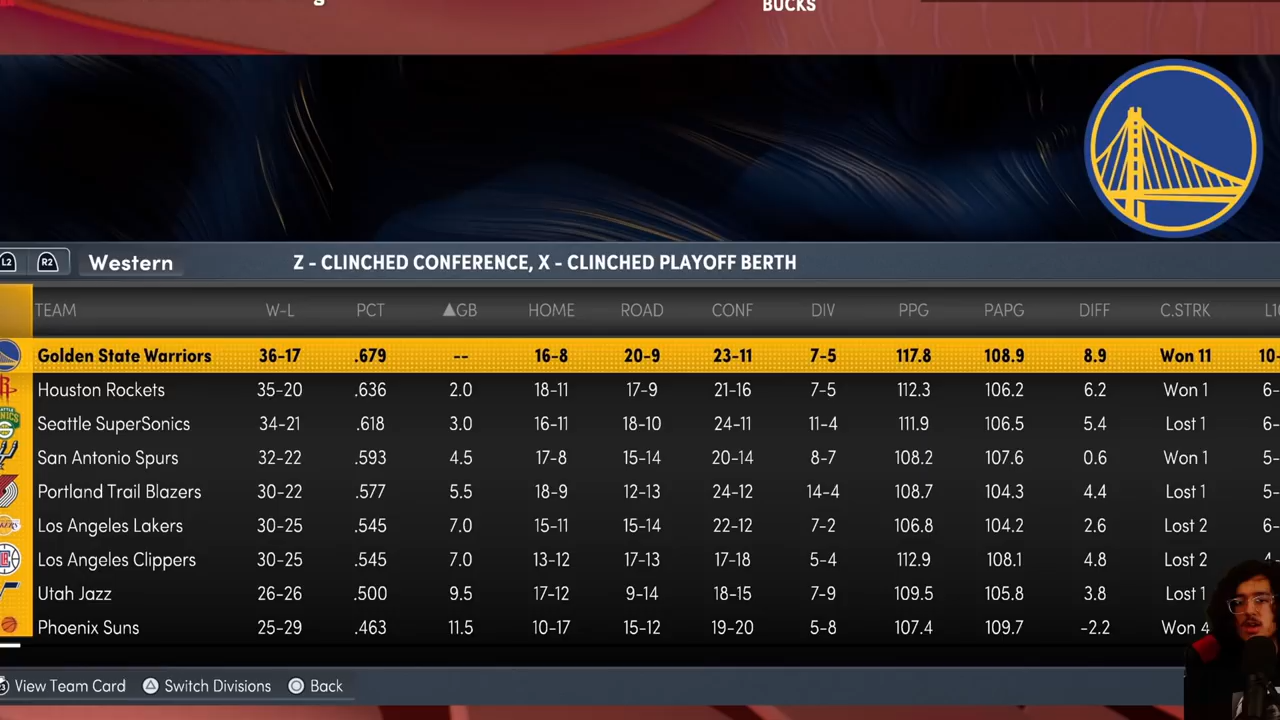 BUCKS
L2 R2 Western Z - CLINCHED CONFERENCE, X - CLINCHED PLAYOFF BERTH
TEAM W-L PCT ▲GB HOME ROAD CONF DIV PPG PAPG DIFF C.STRK L10
Golden State Warriors 36-17 .679 -- 16-8 20-9 23-11 7-5 117.8 108.9 8.9 Won 11 10-
Houston Rockets 35-20 .636 2.0 18-11 17-9 21-16 7-5 112.3 106.2 6.2 Won 1 6-
Seattle SuperSonics 34-21 .618 3.0 16-11 18-10 24-11 11-4 111.9 106.5 5.4 Lost 1 6-
San Antonio Spurs 32-22 .593 4.5 17-8 15-14 20-14 8-7 108.2 107.6 0.6 Won 1 5-
Portland Trail Blazers 30-22 .577 5.5 18-9 12-13 24-12 14-4 108.7 104.3 4.4 Lost 1 5-
Los Angeles Lakers 30-25 .545 7.0 15-11 15-14 22-12 7-2 106.8 104.2 2.6 Lost 2 6-
Los Angeles Clippers 30-25 .545 7.0 13-12 17-13 17-18 5-4 112.9 108.1 4.8 Lost 2 4-
Utah Jazz 26-26 .500 9.5 17-12 9-14 18-15 7-9 109.5 105.8 3.8 Lost 1
Phoenix Suns 25-29 .463 11.5 10-17 15-12 19-20 5-8 107.4 109.7 -2.2 Won 4
View Team Card Switch Divisions Back